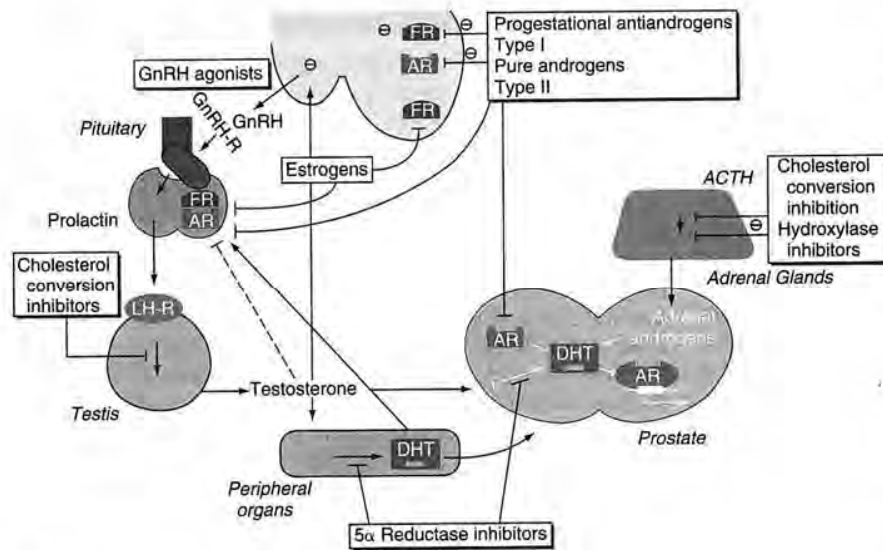 Progestational antiandrogens
Type I
Pure androgens
Type II
⊖
FR
⊖
⊖
AR
⊖
FR
GnRH agonists
GnRH-R
GnRH
Pituitary
Estrogens
FR
AR
Prolactin
ACTH
Cholesterol
conversion
inhibition
Hydroxylase
inhibitors
⊖
Adrenal Glands
Cholesterol
conversion
inhibitors
LH-R
Testis
Testosterone
AR
DHT
Adrenal
androgens
T
AR
Prostate
DHT
Peripheral
organs
5α Reductase inhibitors